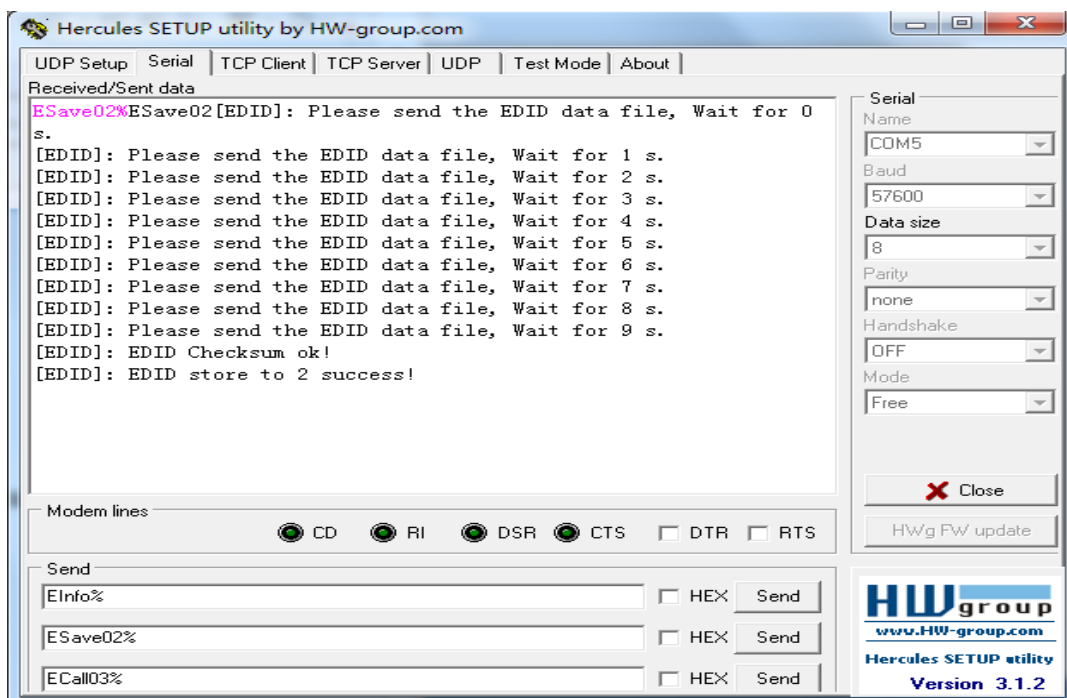 Hercules SETUP utility by HW-group.com
UDP Setup Serial TCP Client TCP Server UDP Test Mode About
Received/Sent data
ESave02%ESave02[EDID]: Please send the EDID data file, Wait for 0
s.
[EDID]: Please send the EDID data file, Wait for 1 s.
[EDID]: Please send the EDID data file, Wait for 2 s.
[EDID]: Please send the EDID data file, Wait for 3 s.
[EDID]: Please send the EDID data file, Wait for 4 s.
[EDID]: Please send the EDID data file, Wait for 5 s.
[EDID]: Please send the EDID data file, Wait for 6 s.
[EDID]: Please send the EDID data file, Wait for 7 s.
[EDID]: Please send the EDID data file, Wait for 8 s.
[EDID]: Please send the EDID data file, Wait for 9 s.
[EDID]: EDID Checksum ok!
[EDID]: EDID store to 2 success!
Serial
Name
COM5
Baud
57600
Data size
8
Parity
none
Handshake
OFF
Mode
Free
Close
HWg FW update
Modem lines
CD RI DSR CTS DTR RTS
Send
EInfo% HEX Send
ESave02% HEX Send
ECall03% HEX Send
HWgroup
www.HW-group.com
Hercules SETUP utility
Version 3.1.2